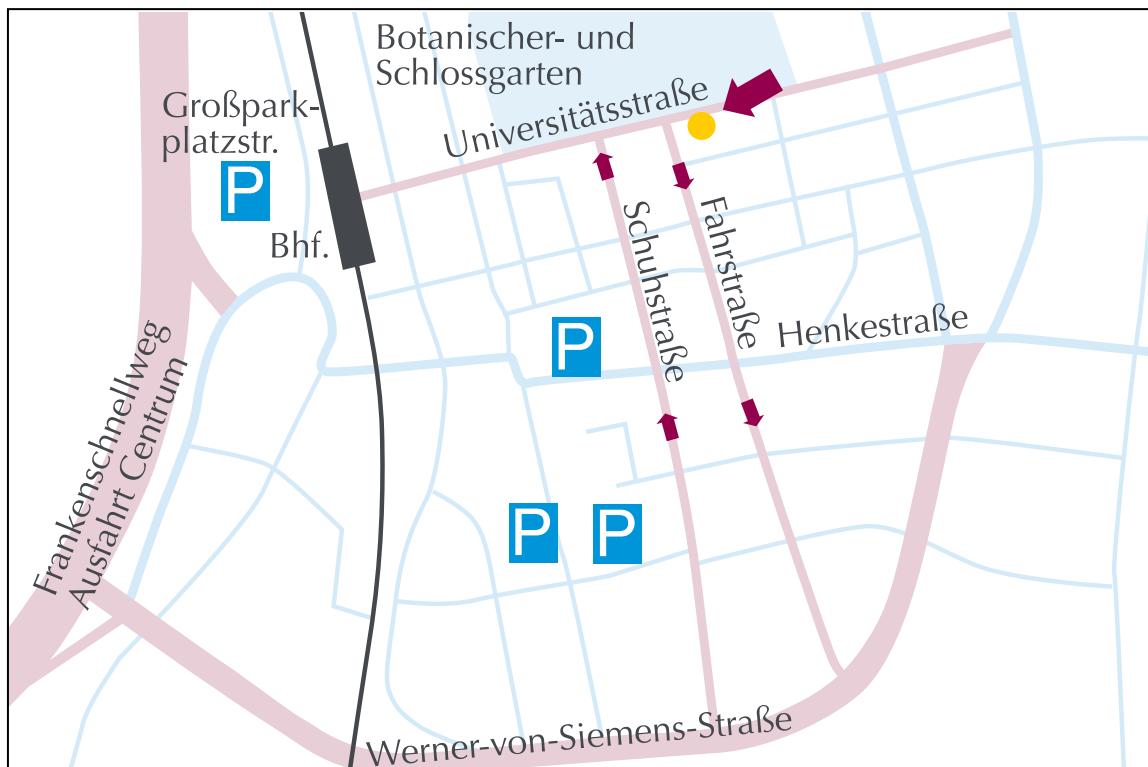 Botanischer- und
Schlossgarten
Großpark-
platzstr.
P
Universitätsstraße
Bhf.
Schuhstraße
Fahrstraße
Henkestraße
P
Frankenschnellweg
Ausfahrt Centrum
P
P
Werner-von-Siemens-Straße